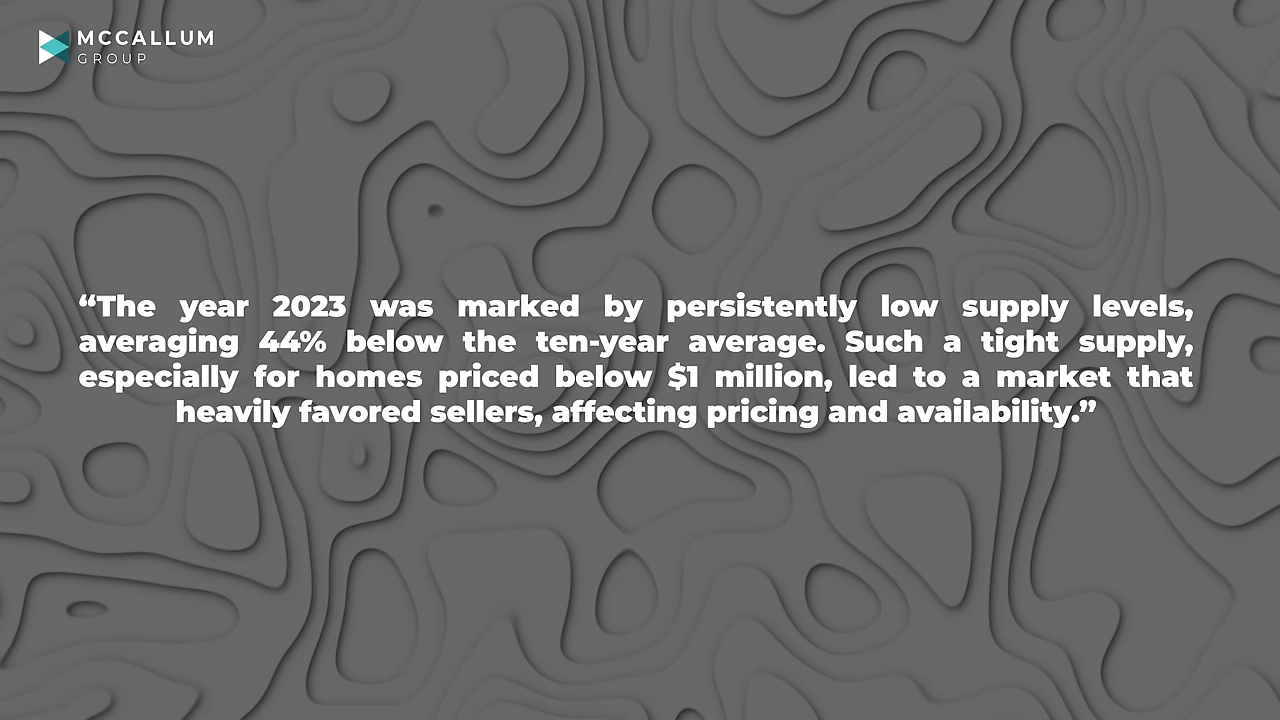 MCCALLUM
GROUP
“The year 2023 was marked by persistently low supply levels,
averaging 44% below the ten-year average. Such a tight supply,
especially for homes priced below $1 million, led to a market that
heavily favored sellers, affecting pricing and availability.”